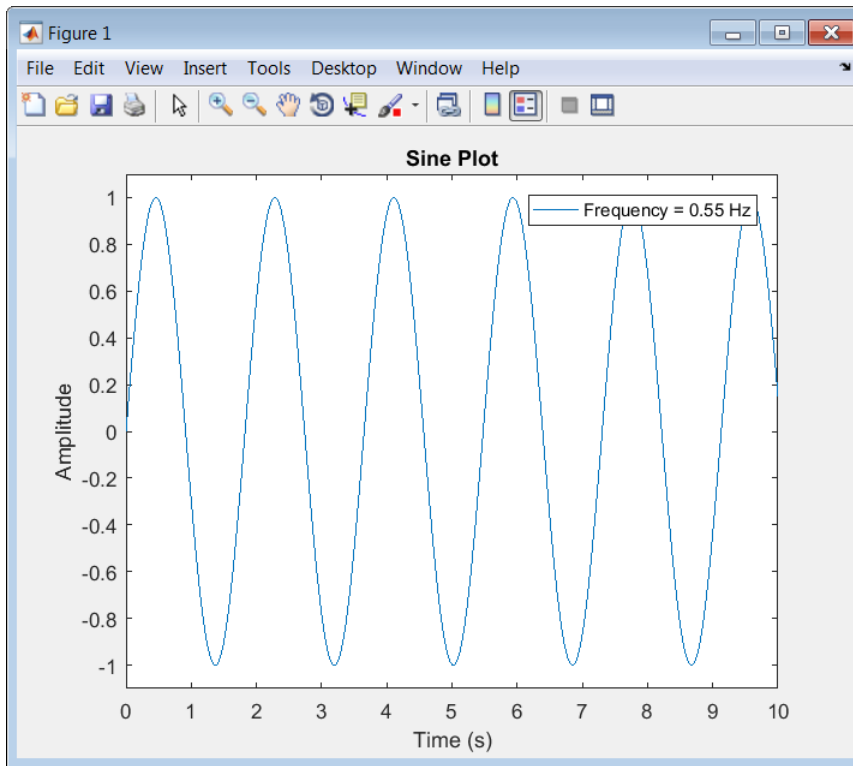 Figure 1
File Edit View Insert Tools Desktop Window Help
Sine Plot
Frequency = 0.55 Hz
Amplitude
1
0.8
0.6
0.4
0.2
0
-0.2
-0.4
-0.6
-0.8
-1
0 1 2 3 4 5 6 7 8 9 10
Time (s)